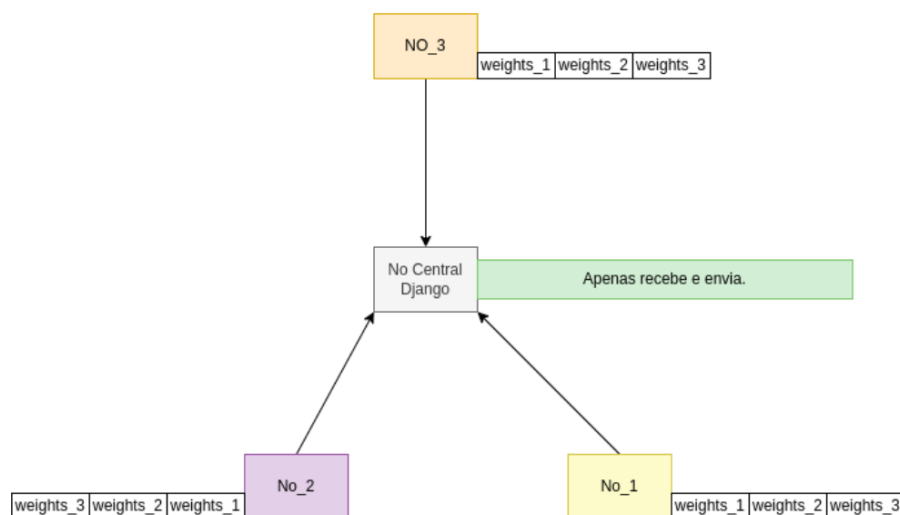 NO_3
weights_1 weights_2 weights_3
No Central
Django
Apenas recebe e envia.
No_2
No_1
weights_3 weights_2 weights_1
weights_1 weights_2 weights_3